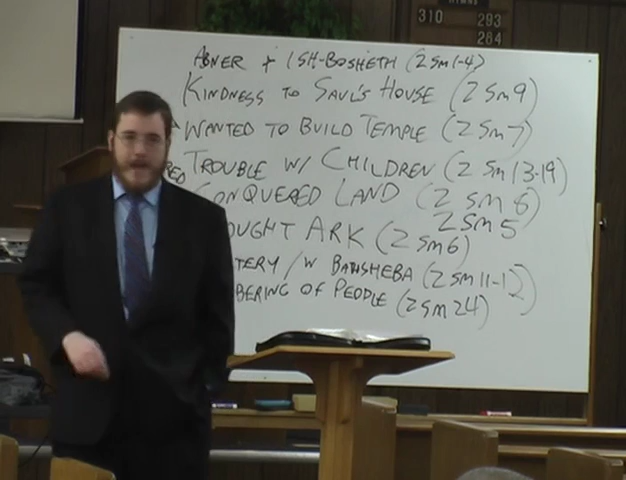 HYMNS
310 293
284
ABNER + ISH-BOSHETH (2 SM 1-4)
KINDNESS TO SAUL'S HOUSE (2 SM 9)
WANTED TO BUILD TEMPLE (2 SM 7)
RED TROUBLE W/ CHILDREN (2 SM 13-19)
CONQUERED LAND (2 SM 8)
2 SM 5
OUGHT ARK (2 SM 6)
TERY /W BATHSHEBA (2 SM 11-12)
BERING OF PEOPLE (2 SM 24)